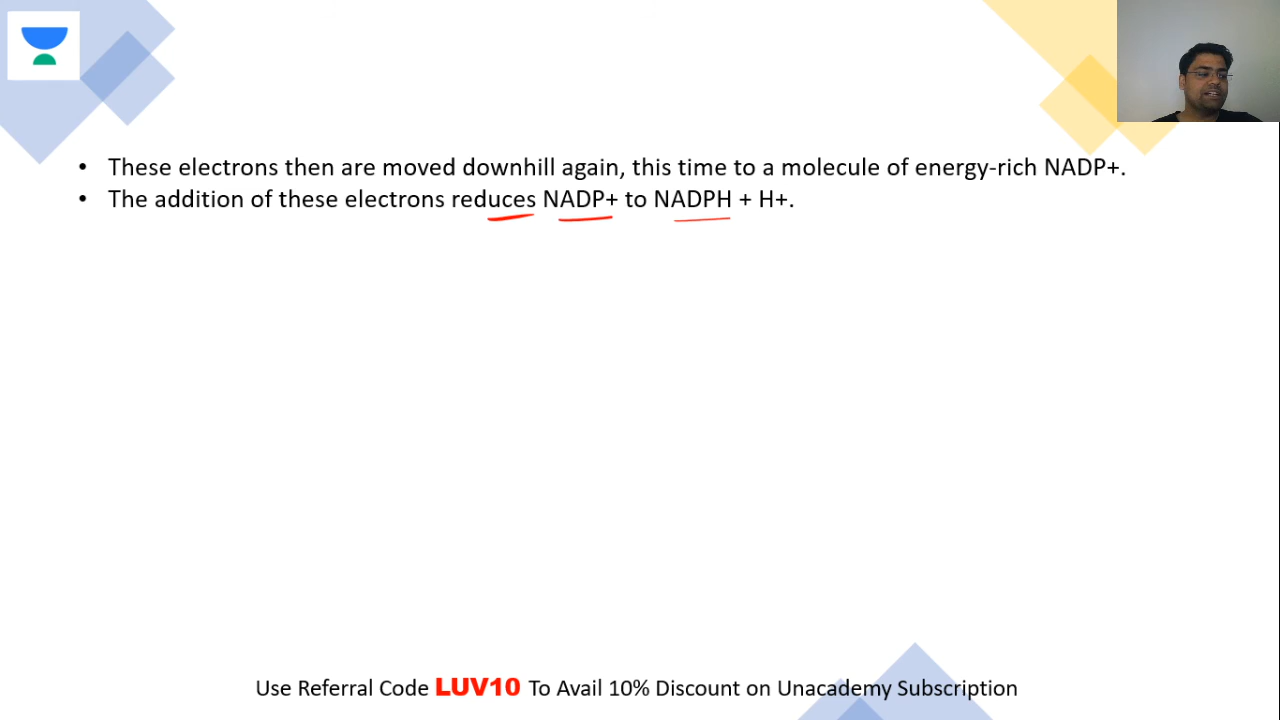 • These electrons then are moved downhill again, this time to a molecule of energy-rich NADP+.
• The addition of these electrons reduces NADP+ to NADPH + H+.
Use Referral Code LUV10 To Avail 10% Discount on Unacademy Subscription